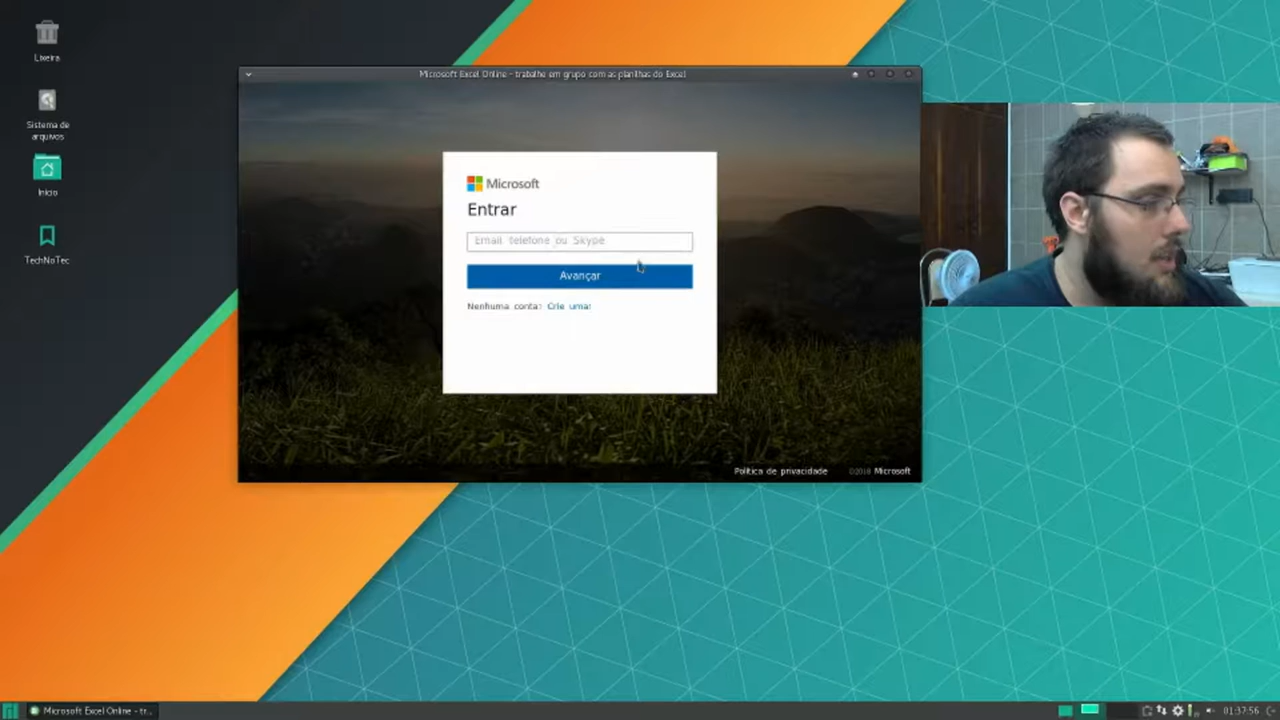 Lixeira
Sistema de
arquivos
Início
TechNoTec
Microsoft Excel Online - trabalhe em grupo com as planilhas do Excel
Microsoft
Entrar
Email, telefone ou Skype
Avançar
Nenhuma conta? Crie uma!
Política de privacidade
©2018 Microsoft
Microsoft Excel Online - tr...
01:37:56